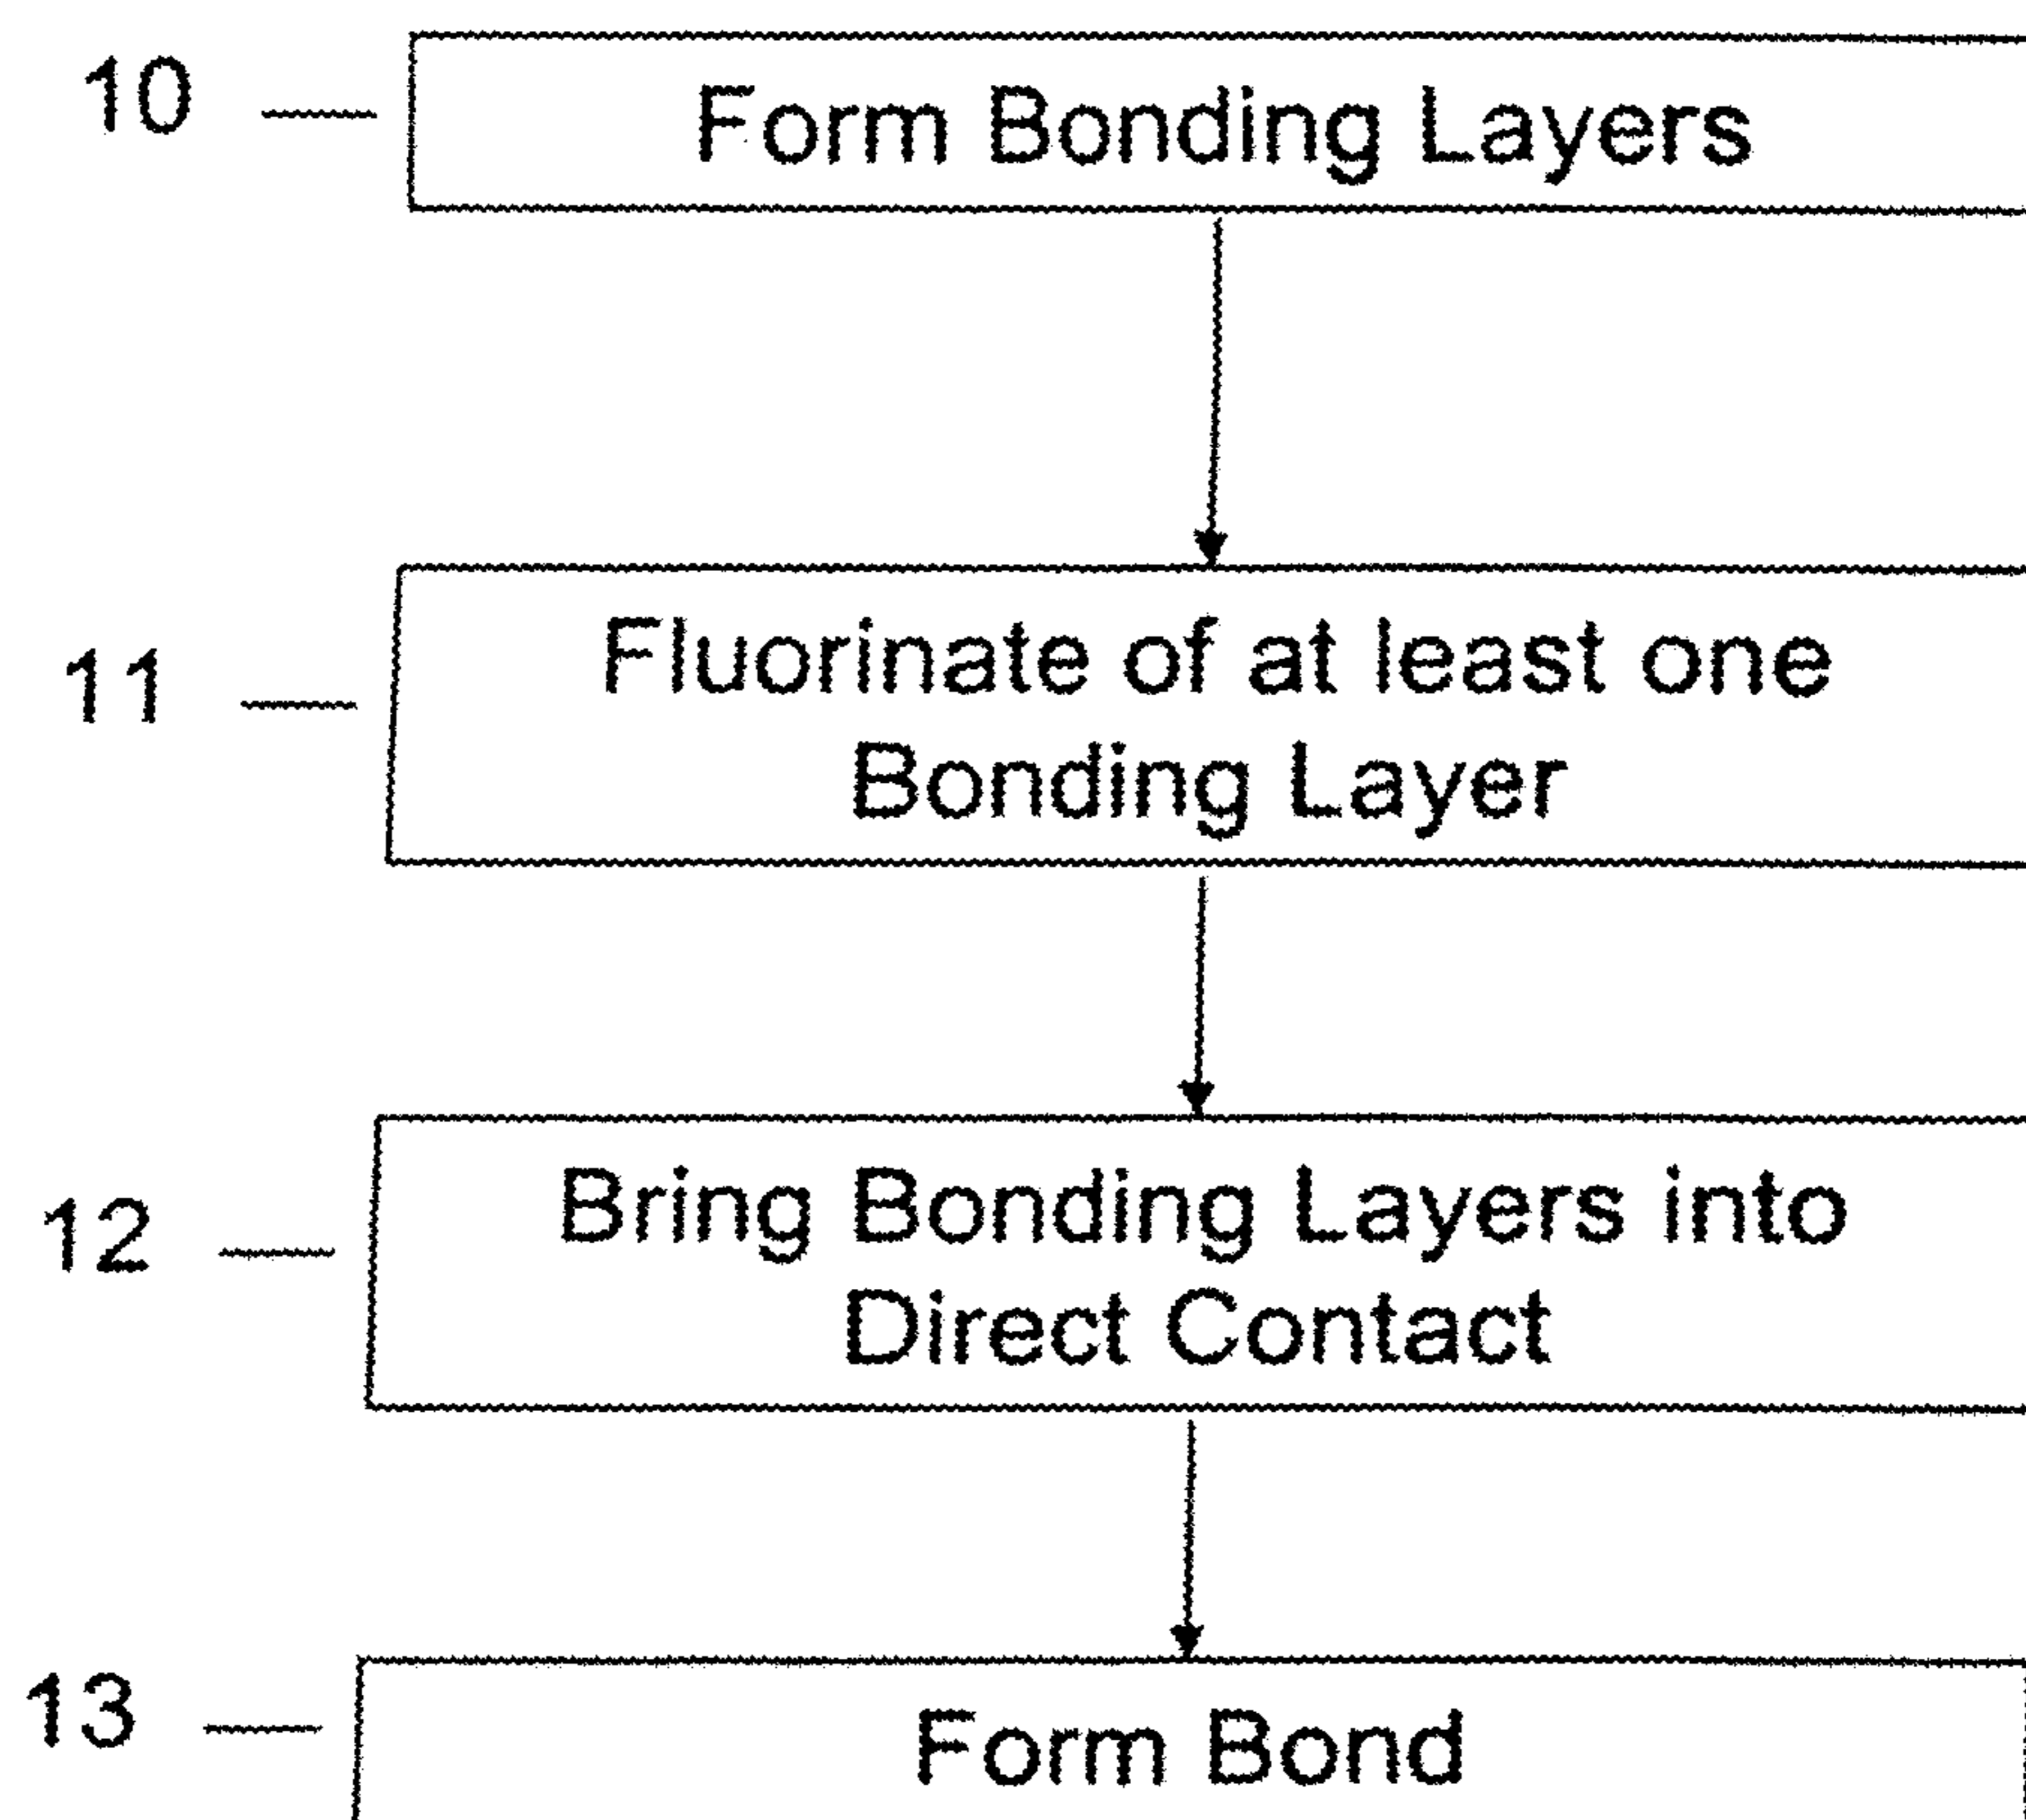 10
Form Bonding Layers
11
Fluorinate of at least one
Bonding Layer
12
Bring Bonding Layers into
Direct Contact
13
Form Bond